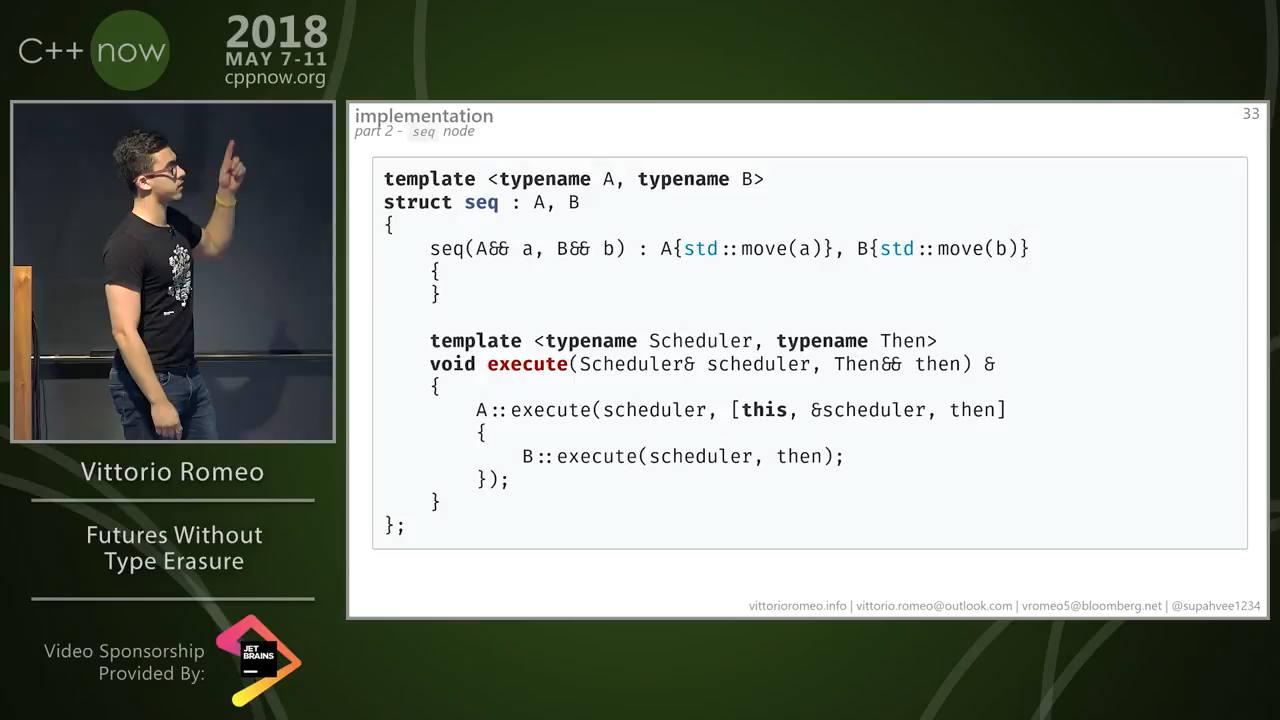 C++ now
2018
MAY 7-11
cppnow.org
implementation
part 2 - seq node
33
template <typename A, typename B>
struct seq : A, B
{
    seq(A&& a, B&& b) : A{std::move(a)}, B{std::move(b)}
    {
    }
    template <typename Scheduler, typename Then>
    void execute(Scheduler& scheduler, Then&& then) &
    {
        A::execute(scheduler, [this, &scheduler, then]
        {
            B::execute(scheduler, then);
        });
    }
};
vittorioromeo.info | vittorio.romeo@outlook.com | vromeo5@bloomberg.net | @supahvee1234
Vittorio Romeo
Futures Without
Type Erasure
Video Sponsorship
Provided By:
JET
BRAINS